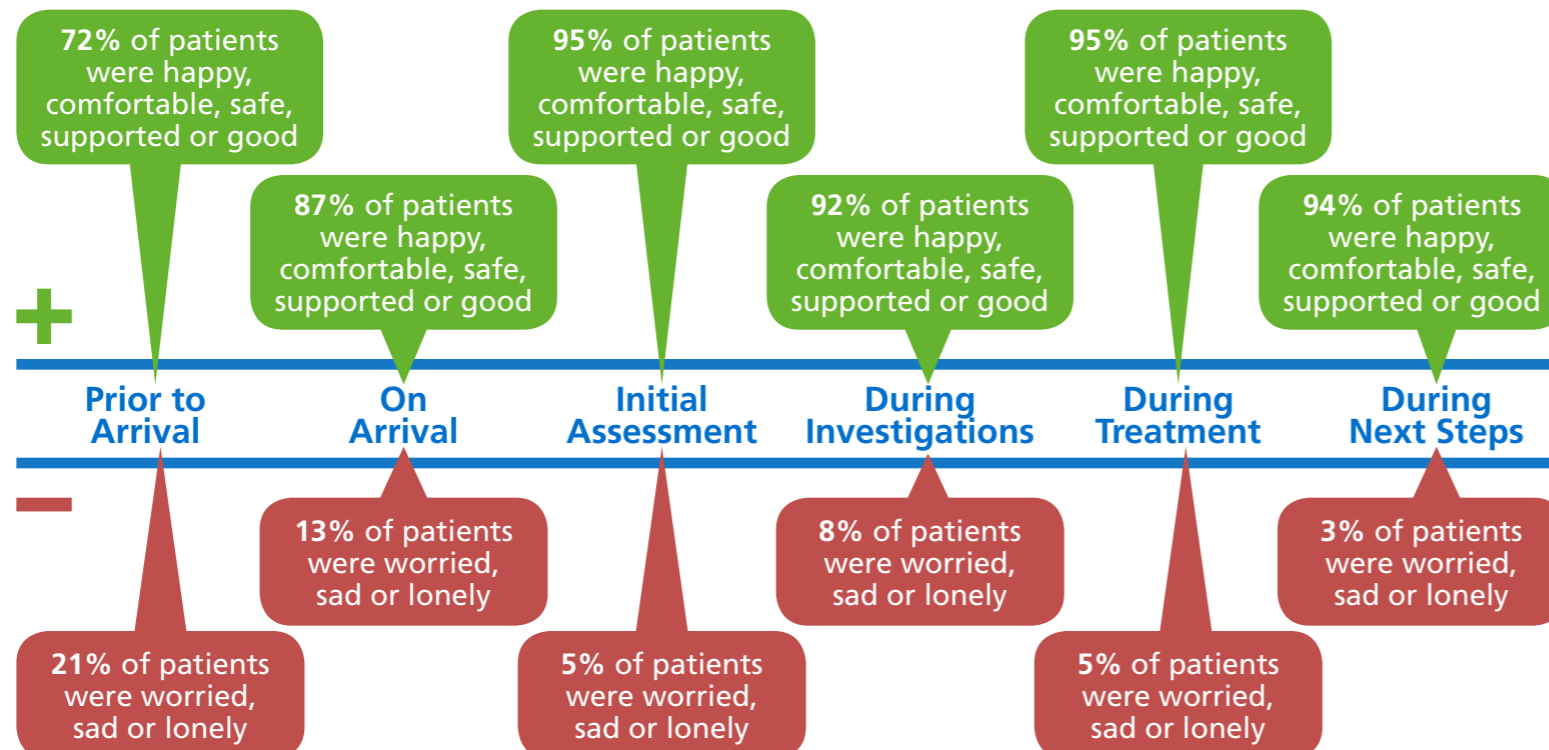 72% of patients
were happy,
comfortable, safe,
supported or good
95% of patients
were happy,
comfortable, safe,
supported or good
95% of patients
were happy,
comfortable, safe,
supported or good
87% of patients
were happy,
comfortable, safe,
supported or good
92% of patients
were happy,
comfortable, safe,
supported or good
94% of patients
were happy,
comfortable, safe,
supported or good
+
Prior to
Arrival
On
Arrival
Initial
Assessment
During
Investigations
During
Treatment
During
Next Steps
–
13% of patients
were worried,
sad or lonely
8% of patients
were worried,
sad or lonely
3% of patients
were worried,
sad or lonely
21% of patients
were worried,
sad or lonely
5% of patients
were worried,
sad or lonely
5% of patients
were worried,
sad or lonely